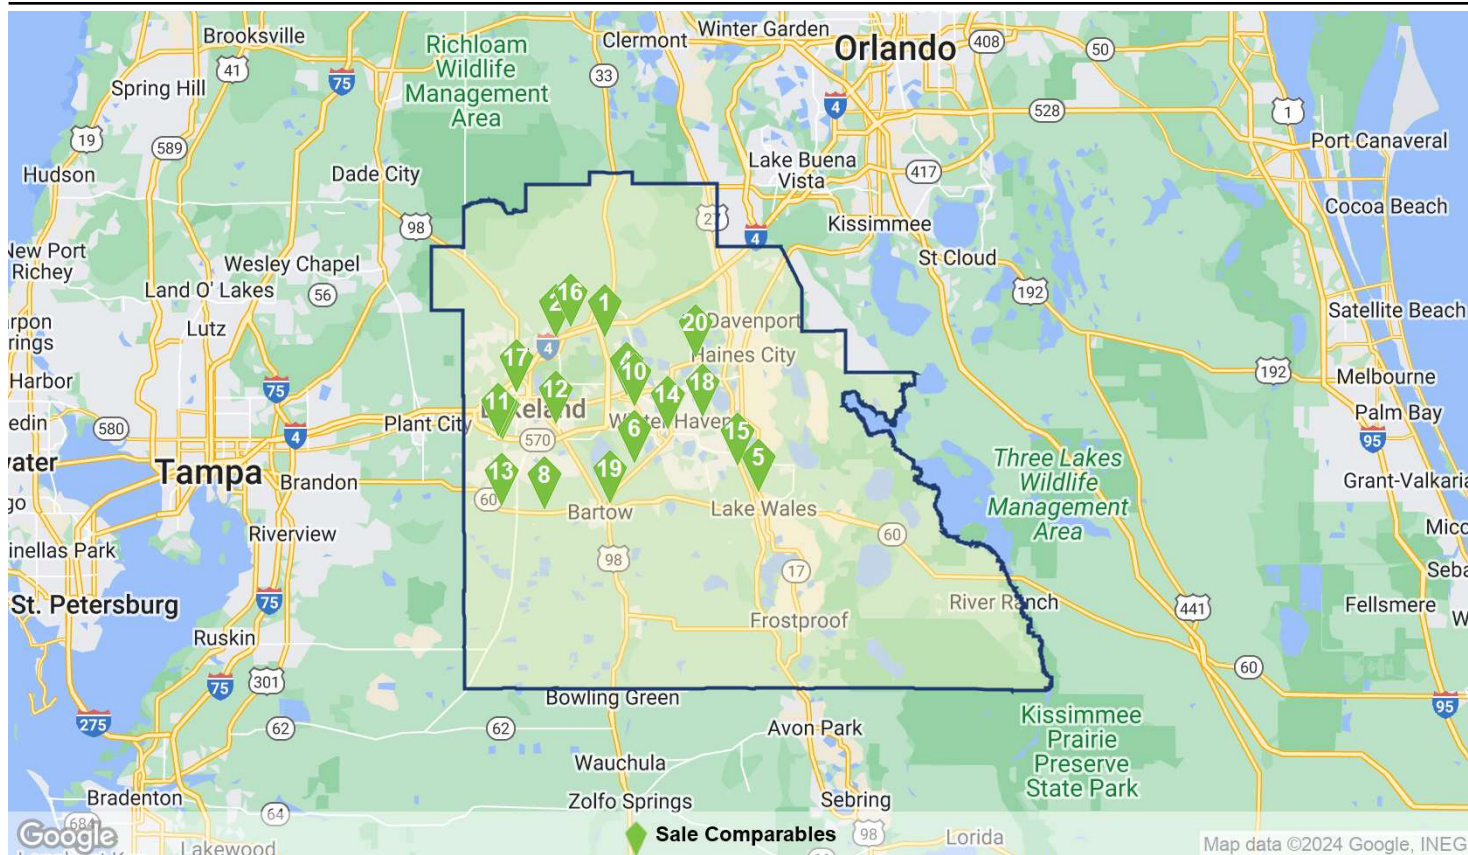 Brooksville
41
75
Spring Hill
19
589
Hudson
Dade City
Richloam
Wildlife
Management
Area
Clermont
33
Winter Garden
Orlando
408
50
4
528
1
Port Canaveral
Lake Buena
Vista
417
Cocoa Beach
Kissimmee
27
4
98
New Port
Richey
Wesley Chapel
Land O' Lakes
56
Lutz
St Cloud
192
Satellite Beach
16
1
20
Davenport
Haines City
4
17
10
18
12
14
11
Harbor
75
Plant City
580
4
570
6
15
5
192
Melbourne
Palm Bay
95
Tampa
Brandon
13
60
8
19
Bartow
Lake Wales
Three Lakes
Wildlife
Management
Area
Grant-Valkaria
inellas Park
Riverview
98
60
17
St. Petersburg
75
River Ranch
441
Fellsmere
Frostproof
Ruskin
60
75
301
Bowling Green
95
275
62
62
Avon Park
Kissimmee
Prairie
Preserve
State Park
Wauchula
Bradenton
Zolfo Springs
Sebring
64
684
Google
Lakewood
Sale Comparables
98
Lorida
Map data ©2024 Google, INEG